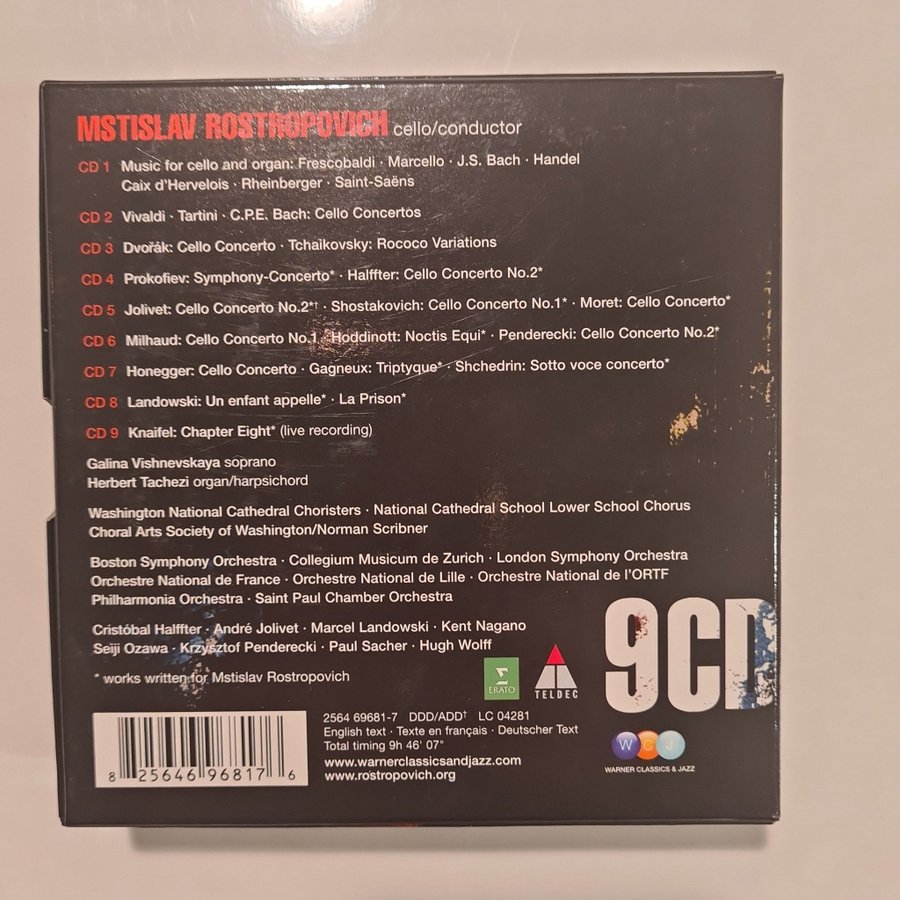 MSTISLAV ROSTROPOVICH cello/conductor
CD 1 Music for cello and organ: Frescobaldi · Marcello · J.S. Bach · Handel
Caix d'Hervelois · Rheinberger · Saint-Saëns
CD 2 Vivaldi · Tartini · C.P.E. Bach: Cello Concertos
CD 3 Dvořák: Cello Concerto · Tchaikovsky: Rococo Variations
CD 4 Prokofiev: Symphony-Concerto* · Halffter: Cello Concerto No.2*
CD 5 Jolivet: Cello Concerto No.2*† · Shostakovich: Cello Concerto No.1* · Moret: Cello Concerto*
CD 6 Milhaud: Cello Concerto No.1 · Hoddinott: Noctis Equi* · Penderecki: Cello Concerto No.2*
CD 7 Honegger: Cello Concerto · Gagneux: Triptyque* · Shchedrin: Sotto voce concerto*
CD 8 Landowski: Un enfant appelle* · La Prison*
CD 9 Knaifel: Chapter Eight* (live recording)
Galina Vishnevskaya soprano
Herbert Tachezi organ/harpsichord
Washington National Cathedral Choristers · National Cathedral School Lower School Chorus
Choral Arts Society of Washington/Norman Scribner
Boston Symphony Orchestra · Collegium Musicum de Zurich · London Symphony Orchestra
Orchestre National de France · Orchestre National de Lille · Orchestre National de l'ORTF
Philharmonia Orchestra · Saint Paul Chamber Orchestra
Cristóbal Halffter · André Jolivet · Marcel Landowski · Kent Nagano
Seiji Ozawa · Krzysztof Penderecki · Paul Sacher · Hugh Wolff
* works written for Mstislav Rostropovich
ERATO
TELDEC
9CD
2564 69681-7 DDD/ADD† LC 04281
English text · Texte en français · Deutscher Text
Total timing 9h 46' 07"
www.warnerclassicsandjazz.com
www.rostropovich.org
8 25646 96817 6
W C J
WARNER CLASSICS & JAZZ